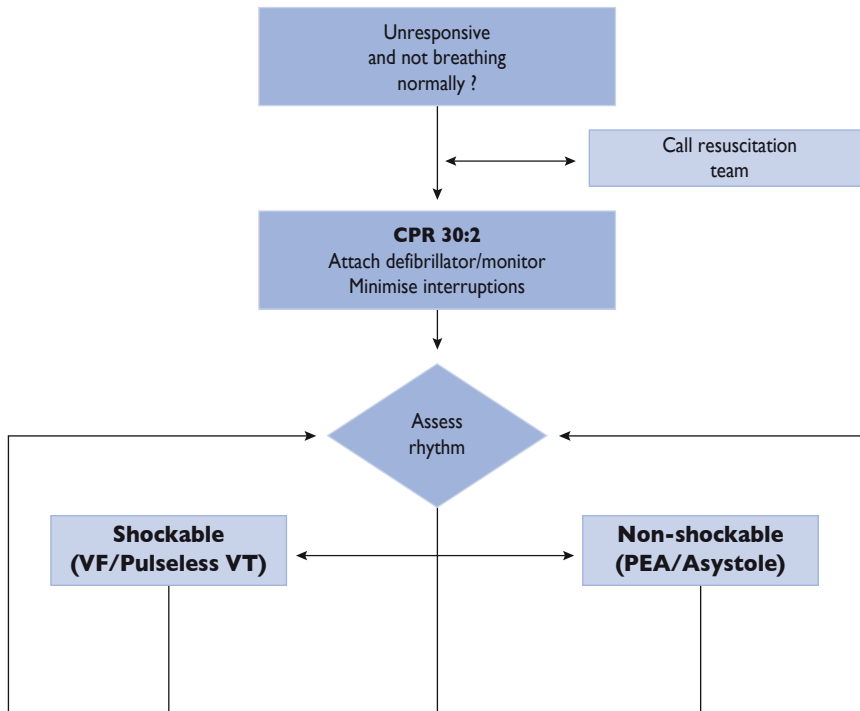 Unresponsive
and not breathing
normally ?
Call resuscitation
team
CPR 30:2
Attach defibrillator/monitor
Minimise interruptions
Assess
rhythm
Shockable
(VF/Pulseless VT)
Non-shockable
(PEA/Asystole)